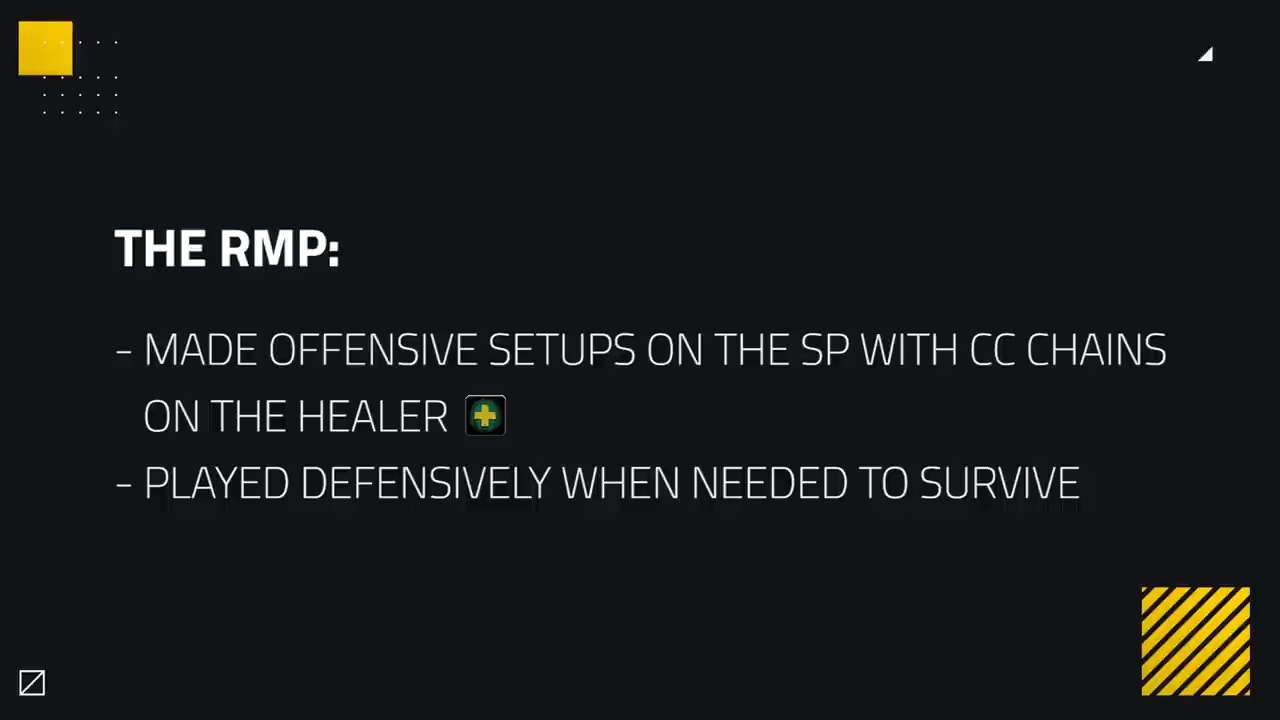 THE RMP:
- MADE OFFENSIVE SETUPS ON THE SP WITH CC CHAINS
ON THE HEALER
- PLAYED DEFENSIVELY WHEN NEEDED TO SURVIVE